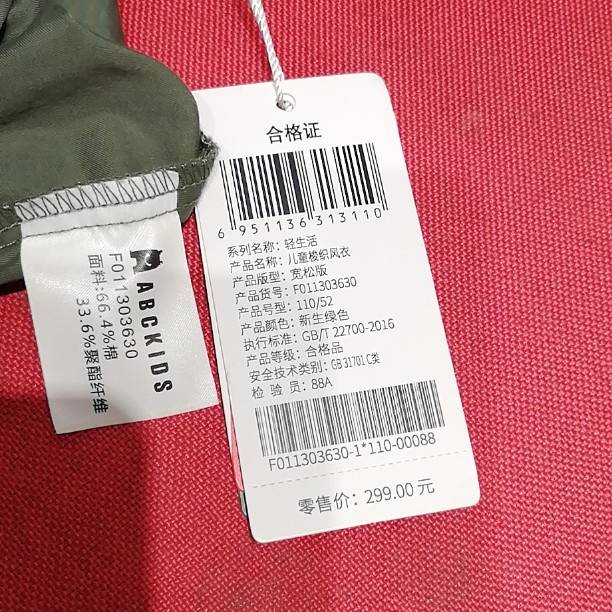 合格证
6 951136 313110
系列名称：轻生活
产品名称：儿童梭织风衣
产品版型：宽松版
产品货号：F011303630
产品号型：110/52
产品颜色：新生绿色
执行标准：GB/T 22700-2016
产品等级：合格品
安全技术类别：GB 31701 C类
检 验 员：88A
F011303630-1*110-00088
零售价：299.00 元
ABCKIDS
F011303630
面料：66.4%棉
33.6%聚酯纤维